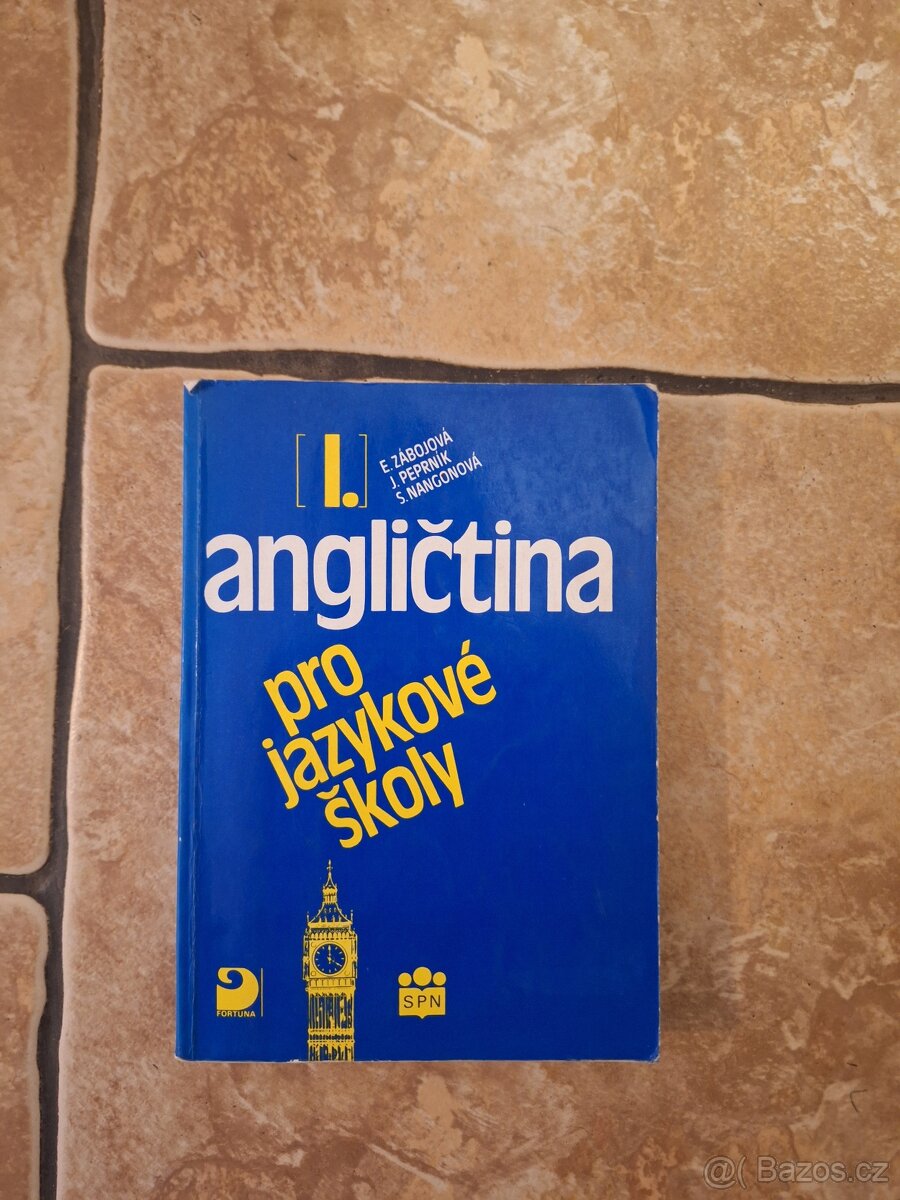 [I.]
E. ZÁBOJOVÁ
J. PEPRNÍK
S. NANGONOVÁ
angličtina
pro
jazykové
školy
FORTUNA
SPN
@( Bazos.cz